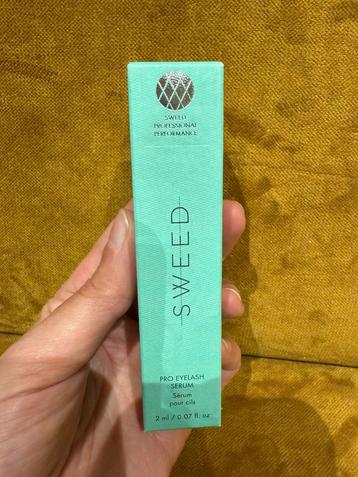 SWEED
PROFESSIONAL
PERFORMANCE
SWEED
PRO EYELASH
SERUM
Sérum
pour cils
2 ml / 0.07 fl. oz